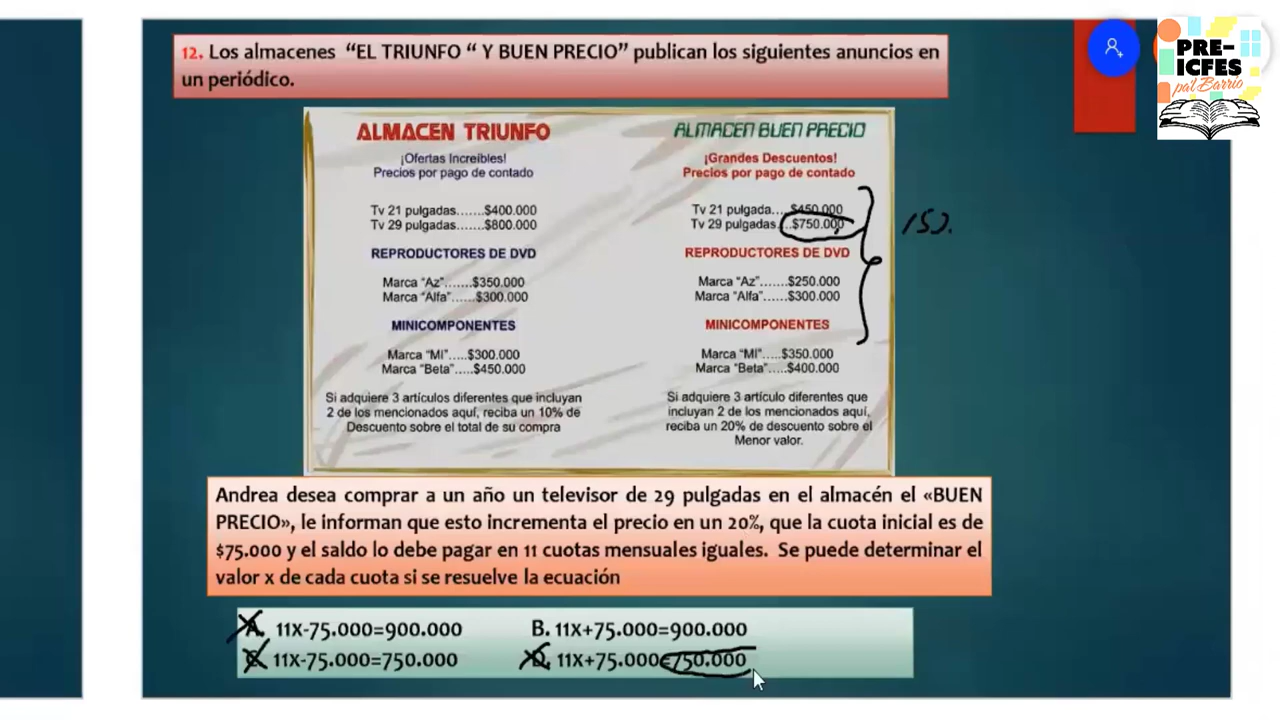 12. Los almacenes “EL TRIUNFO “ Y BUEN PRECIO” publican los siguientes anuncios en
un periódico.
PRE-
ICFES
pal Barrio
ALMACEN TRIUNFO
¡Ofertas Increíbles!
Precios por pago de contado
Tv 21 pulgadas.......$400.000
Tv 29 pulgadas.......$800.000
REPRODUCTORES DE DVD
Marca “Az”.......$350.000
Marca “Alfa”......$300.000
MINICOMPONENTES
Marca “MI”.....$300.000
Marca “Beta”.....$450.000
Si adquiere 3 artículos diferentes que incluyan
2 de los mencionados aquí, reciba un 10% de
Descuento sobre el total de su compra
ALMACEN BUEN PRECIO
¡Grandes Descuentos!
Precios por pago de contado
Tv 21 pulgada....$450.000
Tv 29 pulgadas...$750.000
REPRODUCTORES DE DVD
Marca “Az”.......$250.000
Marca “Alfa”......$300.000
MINICOMPONENTES
Marca “MI”.....$350.000
Marca “Beta”.....$400.000
Si adquiere 3 artículo diferentes que
incluyan 2 de los mencionados aquí,
reciba un 20% de descuento sobre el
Menor valor.
150.
Andrea desea comprar a un año un televisor de 29 pulgadas en el almacén el «BUEN
PRECIO», le informan que esto incrementa el precio en un 20%, que la cuota inicial es de
$75.000 y el saldo lo debe pagar en 11 cuotas mensuales iguales. Se puede determinar el
valor x de cada cuota si se resuelve la ecuación
A. 11X-75.000=900.000 B. 11X+75.000=900.000
C. 11X-75.000=750.000 D. 11X+75.000=750.000